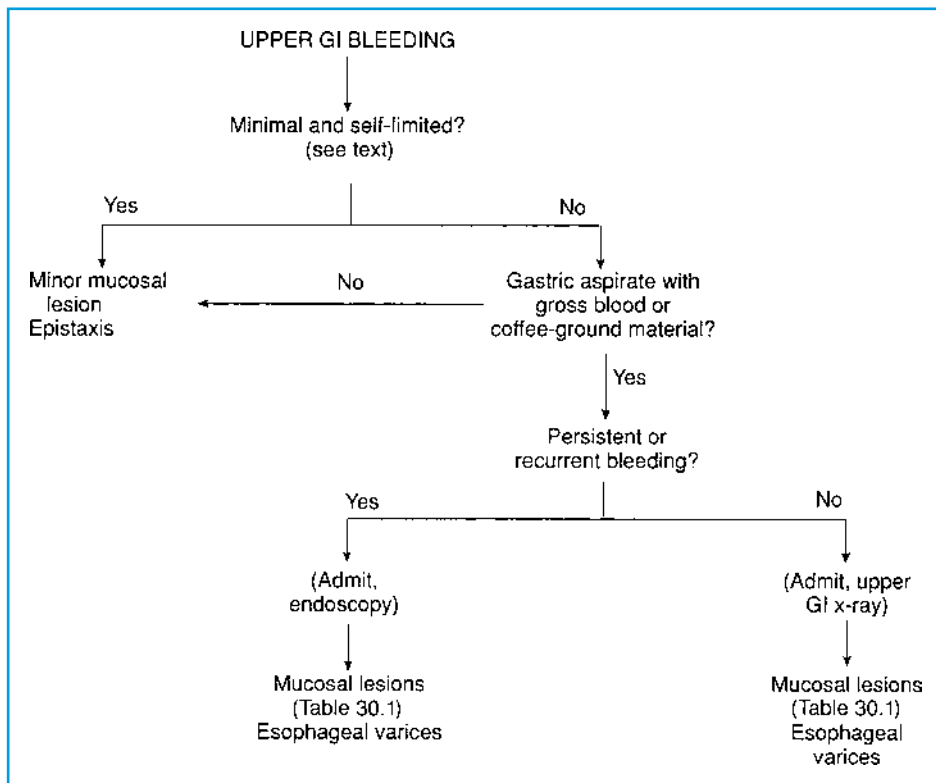 UPPER GI BLEEDING
Minimal and self-limited?
(see text)
Yes
No
Minor mucosal
lesion
Epistaxis
No
Gastric aspirate with
gross blood or
coffee-ground material?
Yes
Persistent or
recurrent bleeding?
Yes
No
(Admit,
endoscopy)
(Admit, upper
GI x-ray)
Mucosal lesions
(Table 30.1)
Esophageal varices
Mucosal lesions
(Table 30.1)
Esophageal
varices